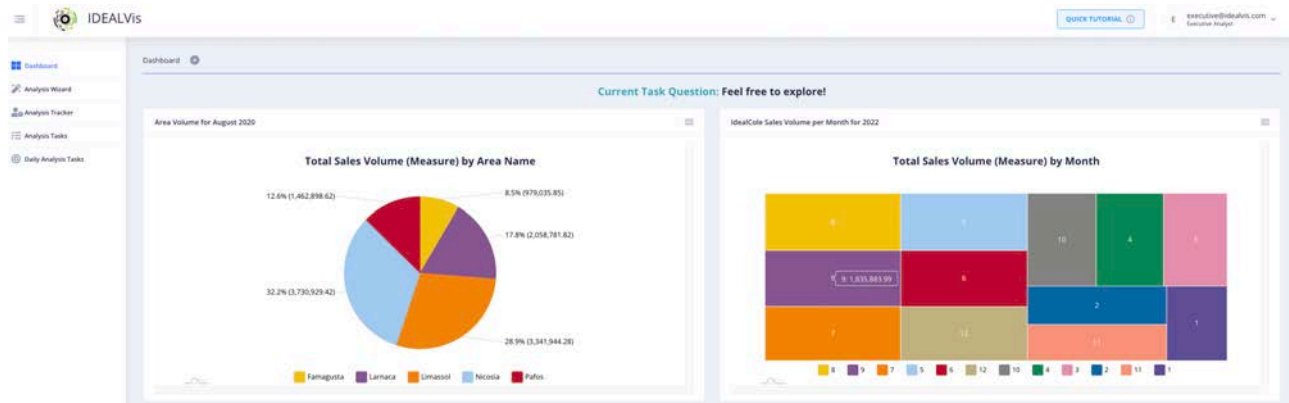 IDEALVis
QUICK TUTORIAL
E
executive@idealvis.com
Executive Analyst
Dashboard
Analysis Wizard
Analysis Tracker
Analysis Tasks
Daily Analysis Tasks
Dashboard
Current Task Question: Feel free to explore!
Area Volume for August 2020
Total Sales Volume (Measure) by Area Name
12.6% (1,462,898.62)
8.5% (979,035.85)
17.8% (2,058,781.82)
32.2% (3,730,929.42)
28.9% (3,341,944.28)
Famagusta Larnaca Limassol Nicosia Pafos
IdealCole Sales Volume per Month for 2022
Total Sales Volume (Measure) by Month
8
5
10
4
3
9
9: 1,835,883.99
6
2
7
12
11
1
8 9 7 5 6 12 10 4 3 2 11 1